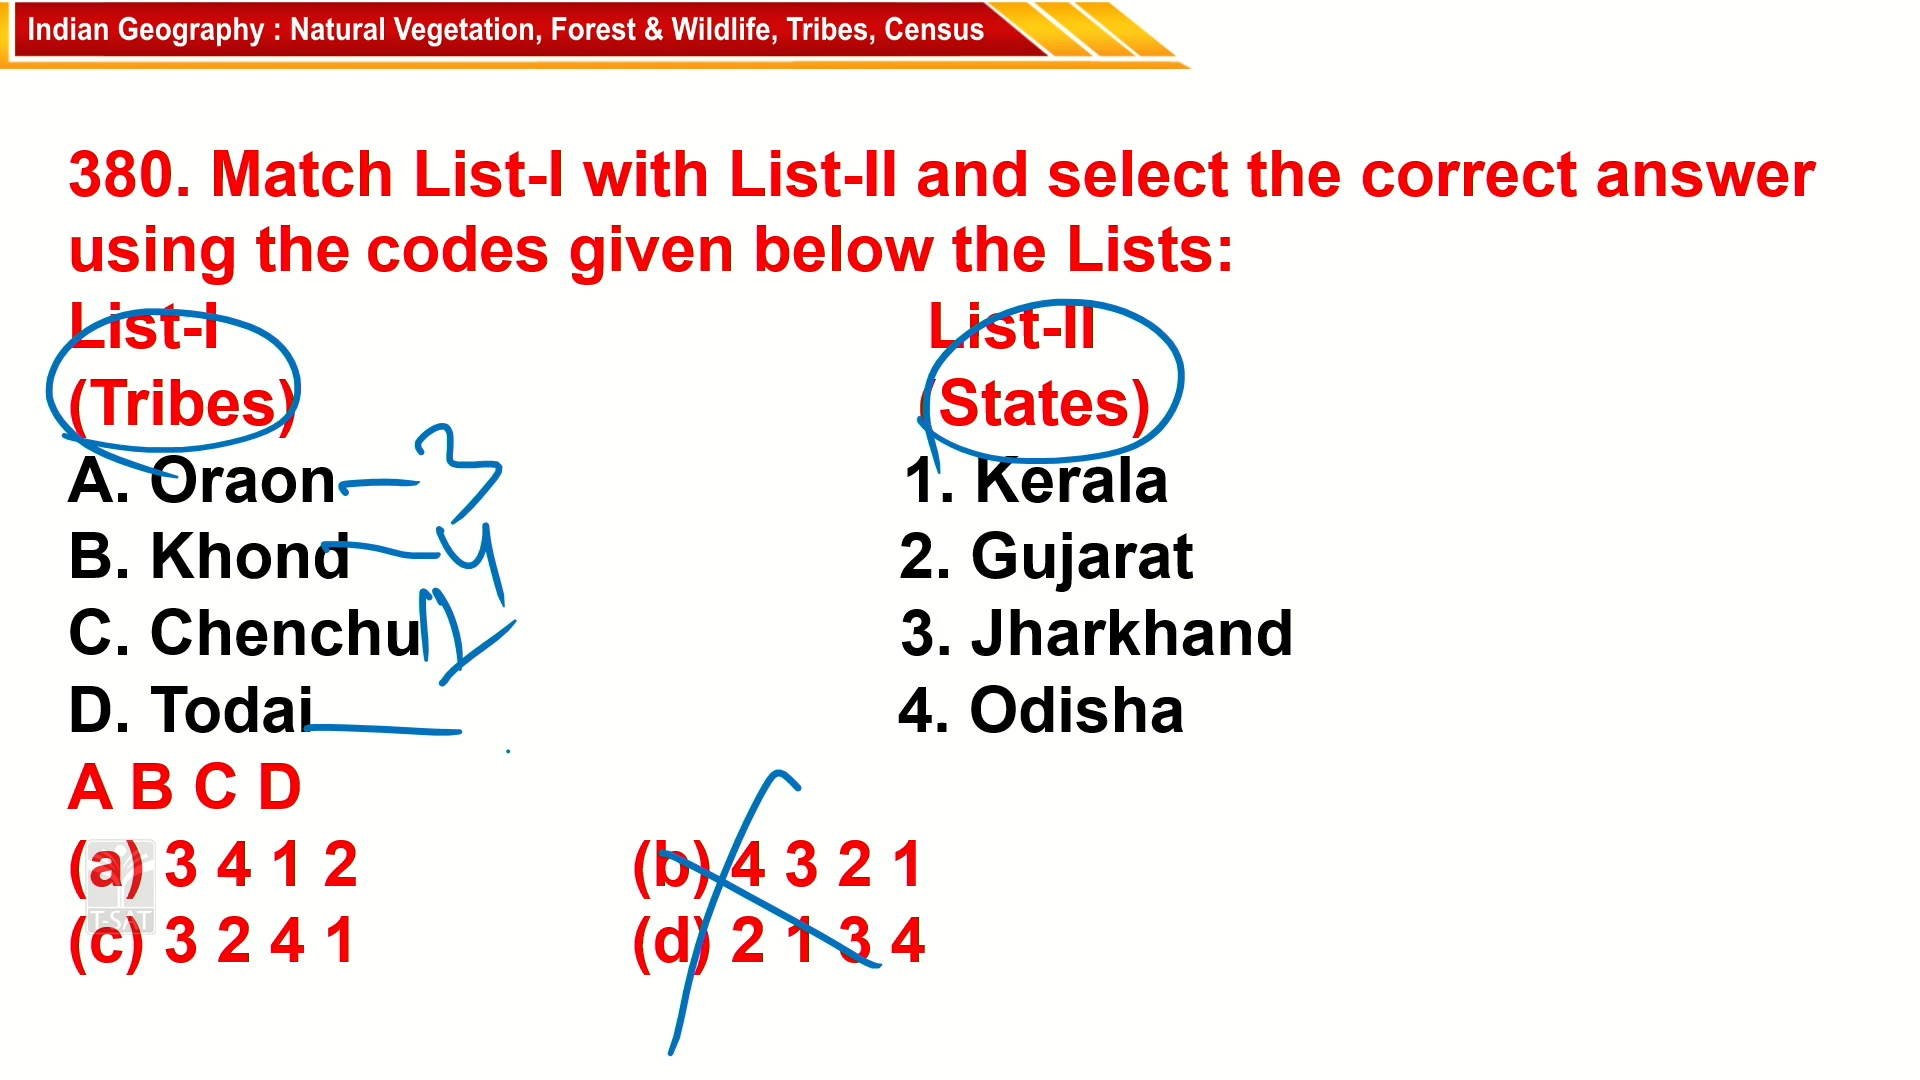 Indian Geography : Natural Vegetation, Forest & Wildlife, Tribes, Census
380. Match List-I with List-II and select the correct answer
using the codes given below the Lists:
List-I List-II
(Tribes) (States)
A. Oraon 3 1. Kerala
B. Khond 4 2. Gujarat
C. Chenchu 3. Jharkhand
D. Todai 4. Odisha
A B C D
(a) 3 4 1 2 (b) 4 3 2 1
(c) 3 2 4 1 (d) 2 1 3 4
T-SAT